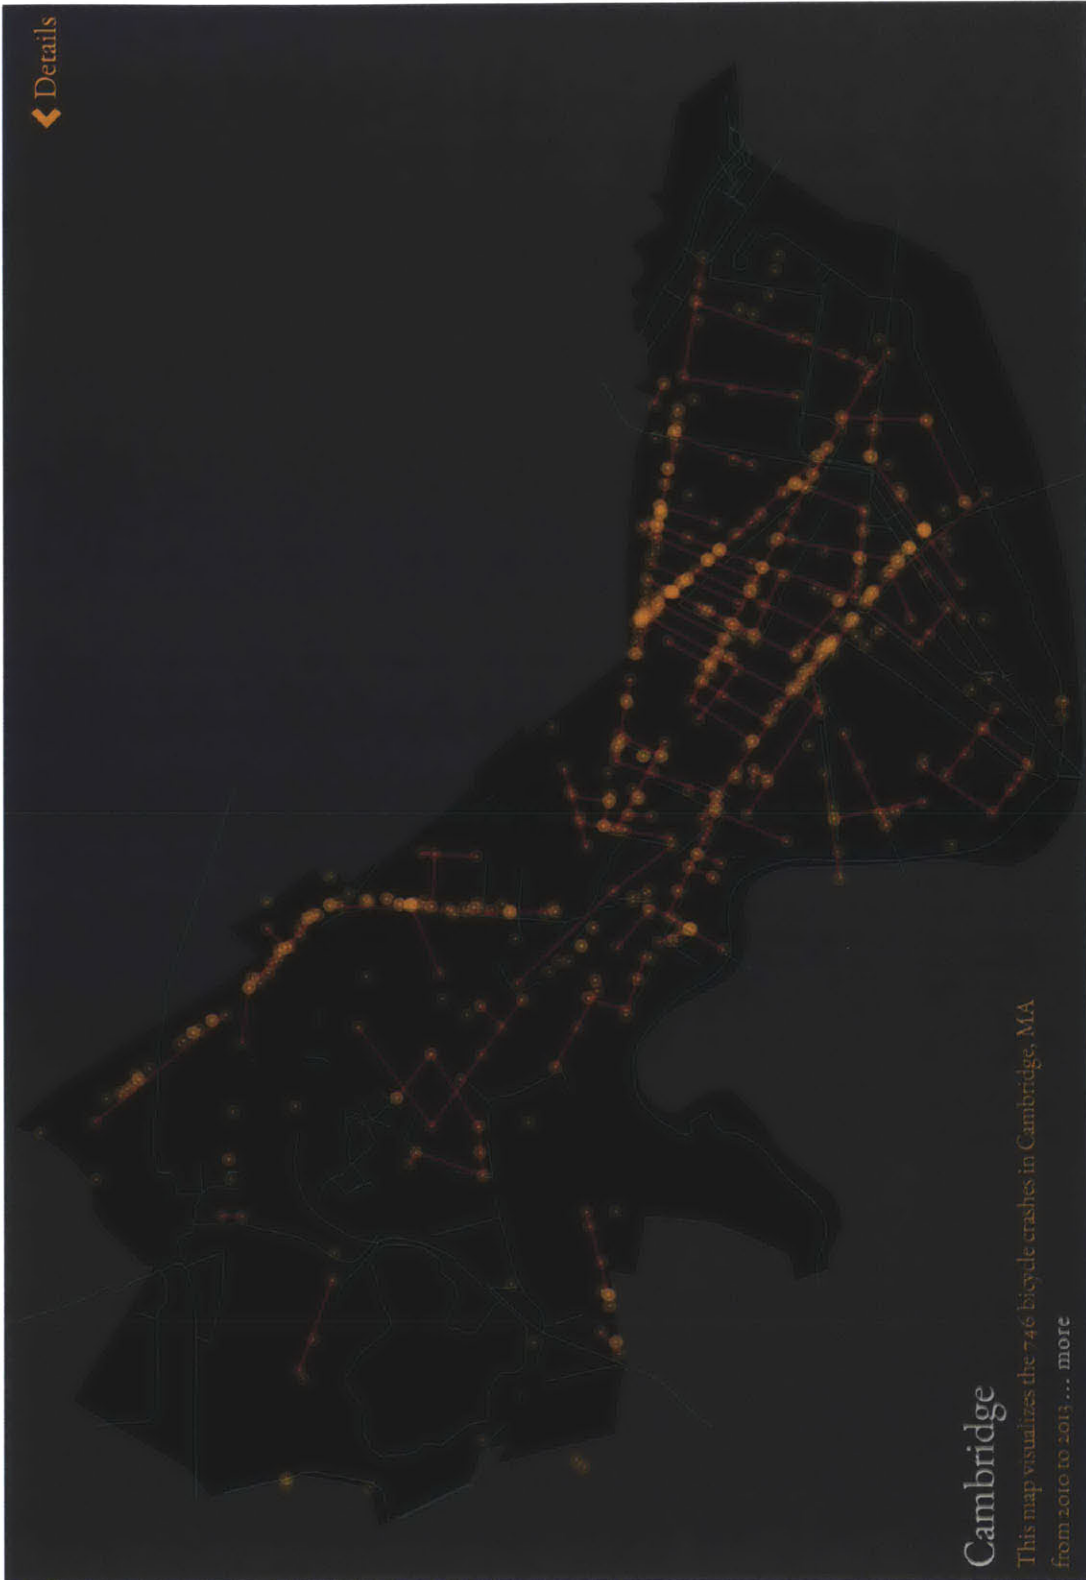 Details
Cambridge
This map visualizes the 746 bicycle crashes in Cambridge, MA
from 2010 to 2013 ... more